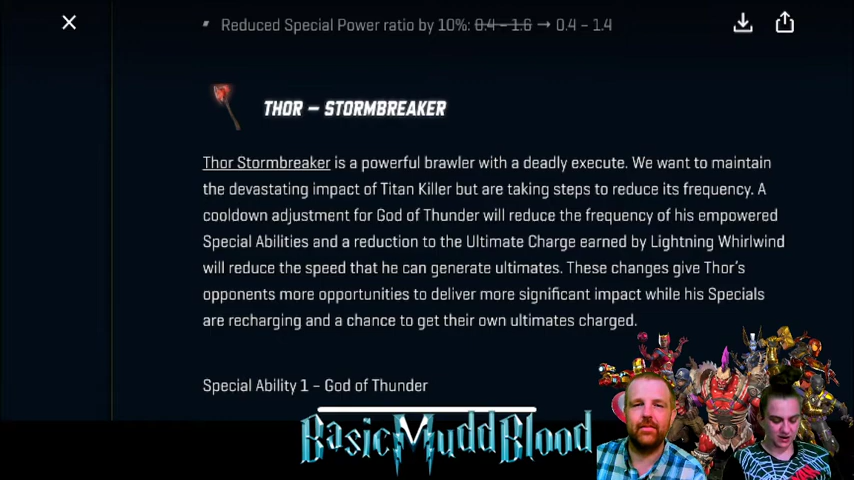 Reduced Special Power ratio by 10%: 0.4 – 1.6 → 0.4 – 1.4
THOR – STORMBREAKER
Thor Stormbreaker is a powerful brawler with a deadly execute. We want to maintain
the devastating impact of Titan Killer but are taking steps to reduce its frequency. A
cooldown adjustment for God of Thunder will reduce the frequency of his empowered
Special Abilities and a reduction to the Ultimate Charge earned by Lightning Whirlwind
will reduce the speed that he can generate ultimates. These changes give Thor's
opponents more opportunities to deliver more significant impact while his Specials
are recharging and a chance to get their own ultimates charged.
Special Ability 1 – God of Thunder
BasicMuddBlood